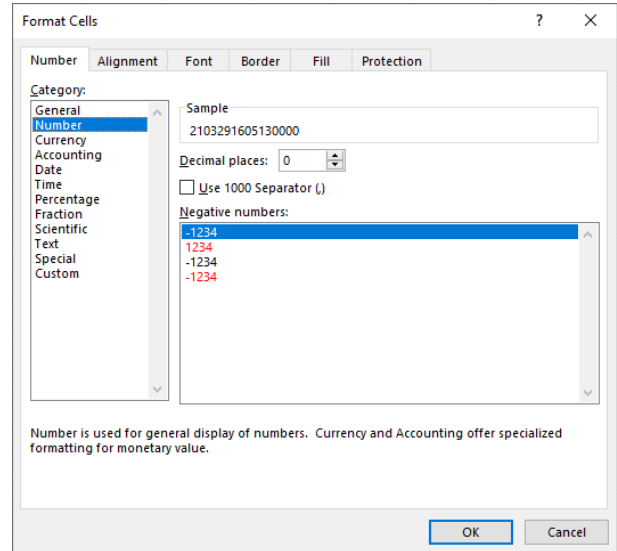 Format Cells ? X
Number Alignment Font Border Fill Protection
Category:
General
Number
Currency
Accounting
Date
Time
Percentage
Fraction
Scientific
Text
Special
Custom
Sample
2103291605130000
Decimal places: 0
Use 1000 Separator (,)
Negative numbers:
-1234
1234
-1234
-1234
Number is used for general display of numbers. Currency and Accounting offer specialized
formatting for monetary value.
OK Cancel